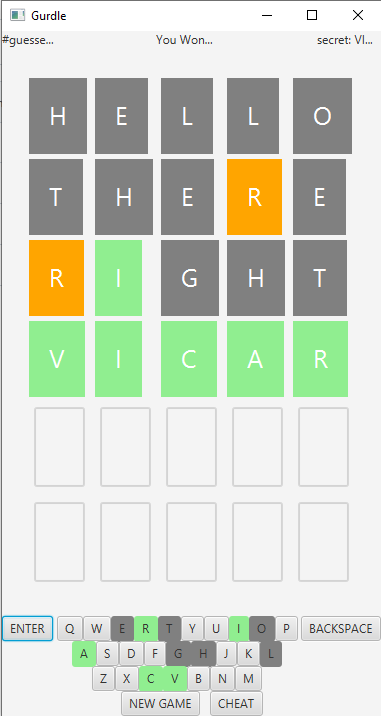 Gurdle
#guesse... You Won... secret: VI...
H E L L O
T H E R E
R I G H T
V I C A R
ENTER Q W E R T Y U I O P BACKSPACE
A S D F G H J K L
Z X C V B N M
NEW GAME CHEAT